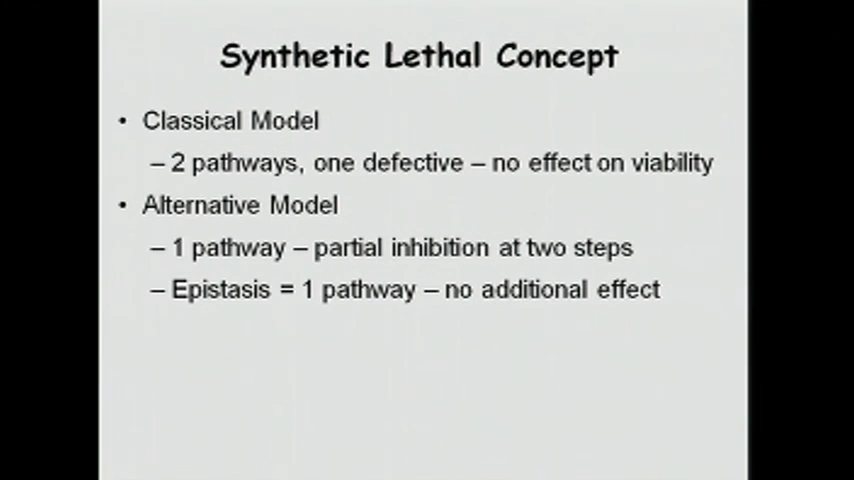 Synthetic Lethal Concept
• Classical Model
– 2 pathways, one defective – no effect on viability
• Alternative Model
– 1 pathway – partial inhibition at two steps
– Epistasis = 1 pathway – no additional effect